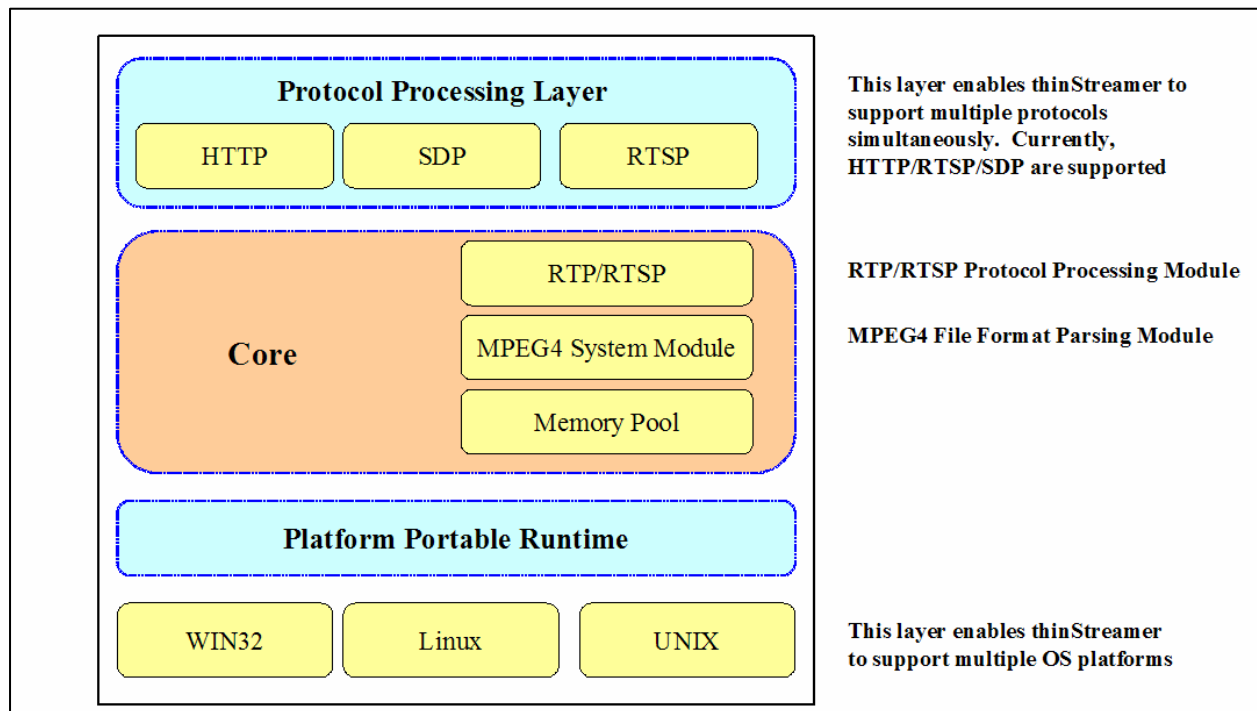 Protocol Processing Layer
HTTP
SDP
RTSP
This layer enables thinStreamer to
support multiple protocols
simultaneously. Currently,
HTTP/RTSP/SDP are supported
Core
RTP/RTSP
MPEG4 System Module
Memory Pool
RTP/RTSP Protocol Processing Module
MPEG4 File Format Parsing Module
Platform Portable Runtime
WIN32
Linux
UNIX
This layer enables thinStreamer
to support multiple OS platforms